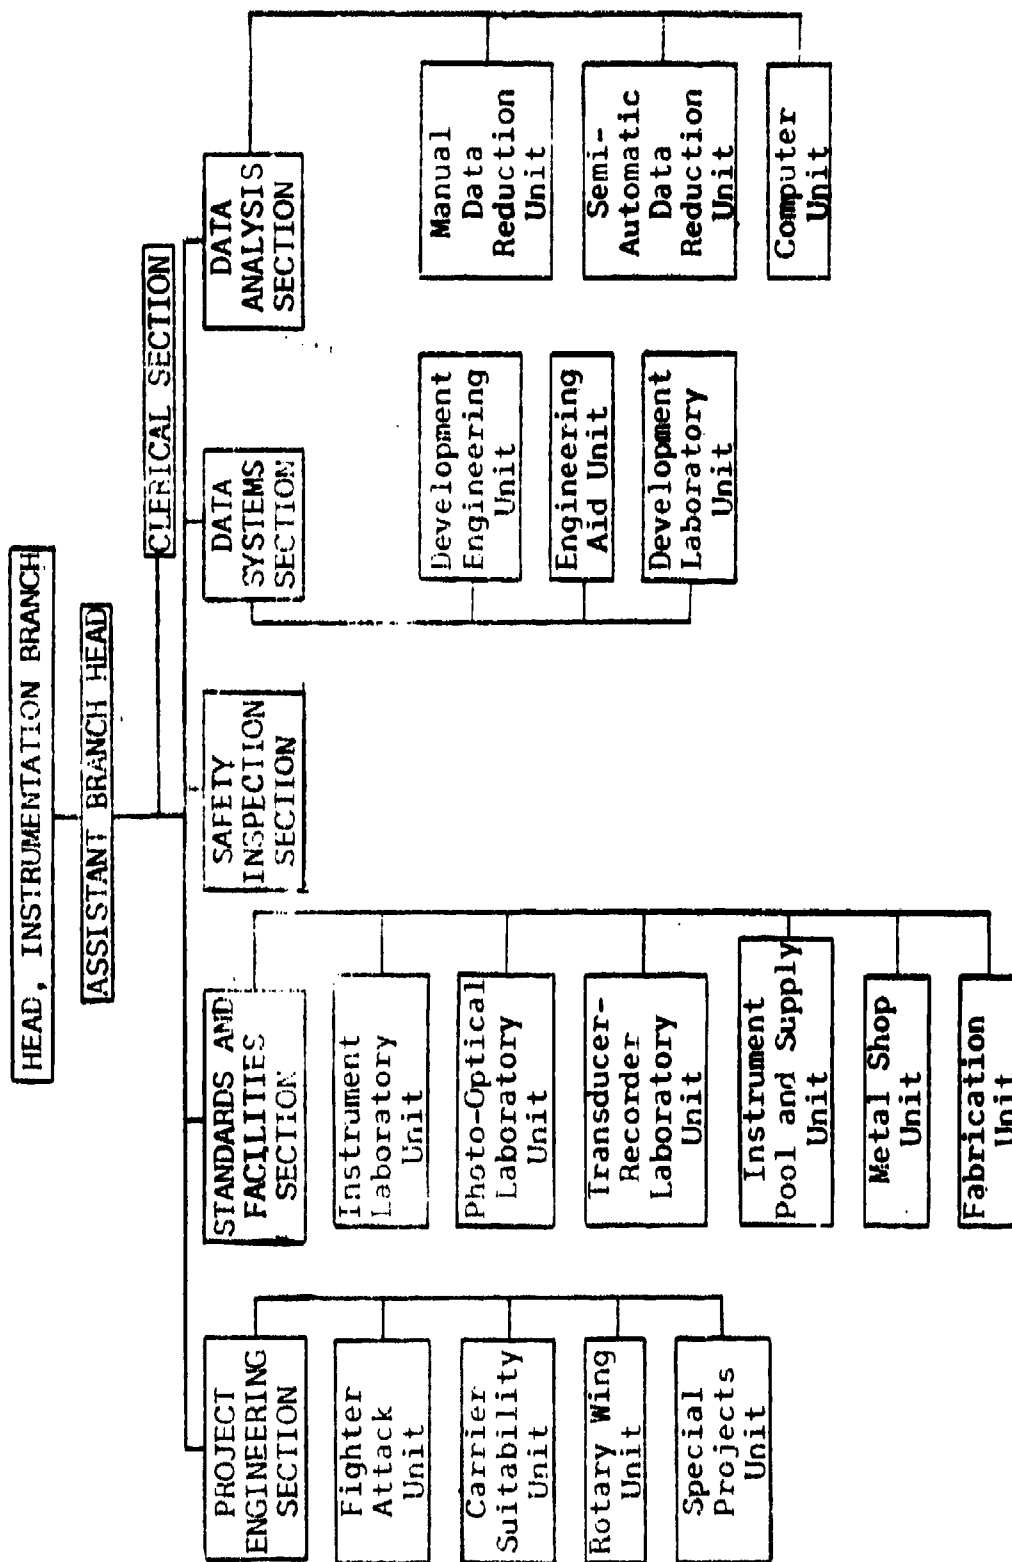 HEAD, INSTRUMENTATION BRANCH
ASSISTANT BRANCH HEAD
CLERICAL SECTION
PROJECT
ENGINEERING
SECTION
Fighter
Attack
Unit
Carrier
Suitability
Unit
Rotary Wing
Unit
Special
Projects
Unit
STANDARDS AND
FACILITIES
SECTION
Instrument
Laboratory
Unit
Photo-Optical
Laboratory
Unit
Transducer-
Recorder
Laboratory
Unit
Instrument
Pool and Supply
Unit
Metal Shop
Unit
Fabrication
Unit
SAFETY
INSPECTION
SECTION
DATA
SYSTEMS
SECTION
Development
Engineering
Unit
Engineering
Aid Unit
Development
Laboratory
Unit
DATA
ANALYSIS
SECTION
Manual
Data
Reduction
Unit
Semi-
Automatic
Data
Reduction
Unit
Computer
Unit